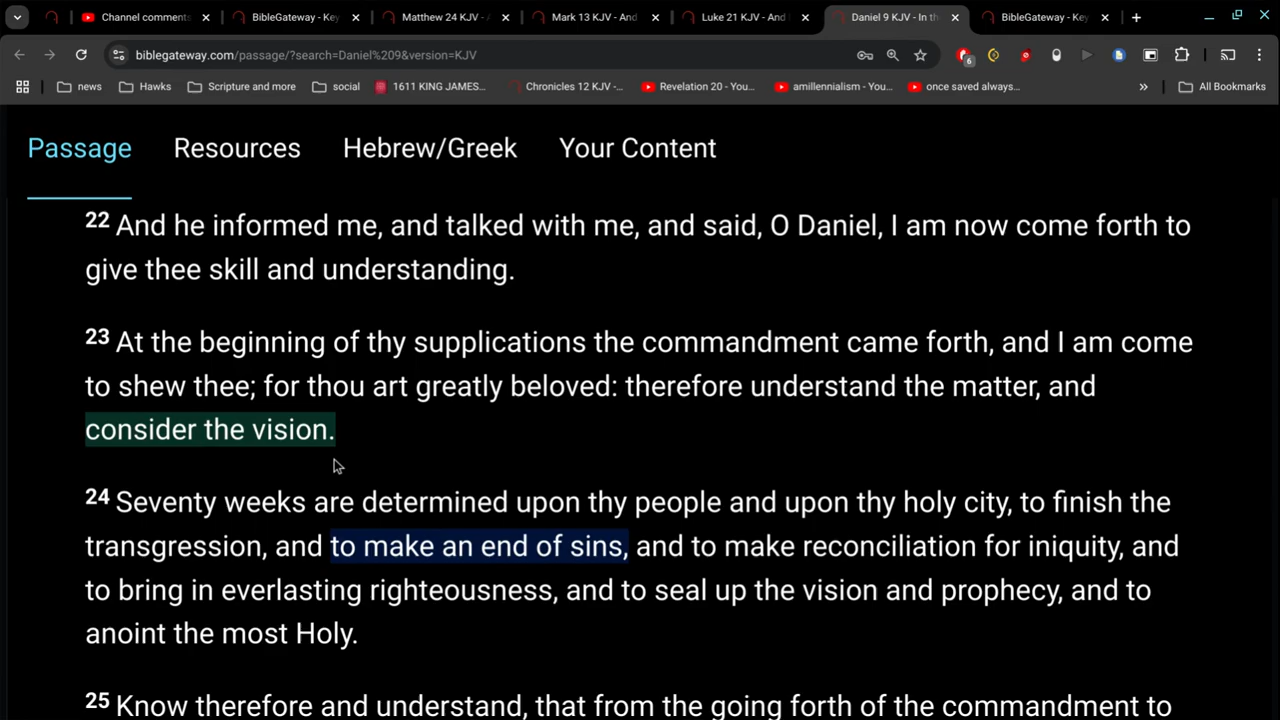 Channel comments
BibleGateway - Key
Matthew 24 KJV - A
Mark 13 KJV - And
Luke 21 KJV - And
Daniel 9 KJV - In th
BibleGateway - Key
biblegateway.com/passage/?search=Daniel%209&version=KJV
6
news
Hawks
Scripture and more
social
1611 KING JAMES...
Chronicles 12 KJV -...
Revelation 20 - You...
amillennialism - You...
once saved always...
All Bookmarks
Passage
Resources
Hebrew/Greek
Your Content
22 And he informed me, and talked with me, and said, O Daniel, I am now come forth to
give thee skill and understanding.
23 At the beginning of thy supplications the commandment came forth, and I am come
to shew thee; for thou art greatly beloved: therefore understand the matter, and
consider the vision.
24 Seventy weeks are determined upon thy people and upon thy holy city, to finish the
transgression, and to make an end of sins, and to make reconciliation for iniquity, and
to bring in everlasting righteousness, and to seal up the vision and prophecy, and to
anoint the most Holy.
25 Know therefore and understand, that from the going forth of the commandment to